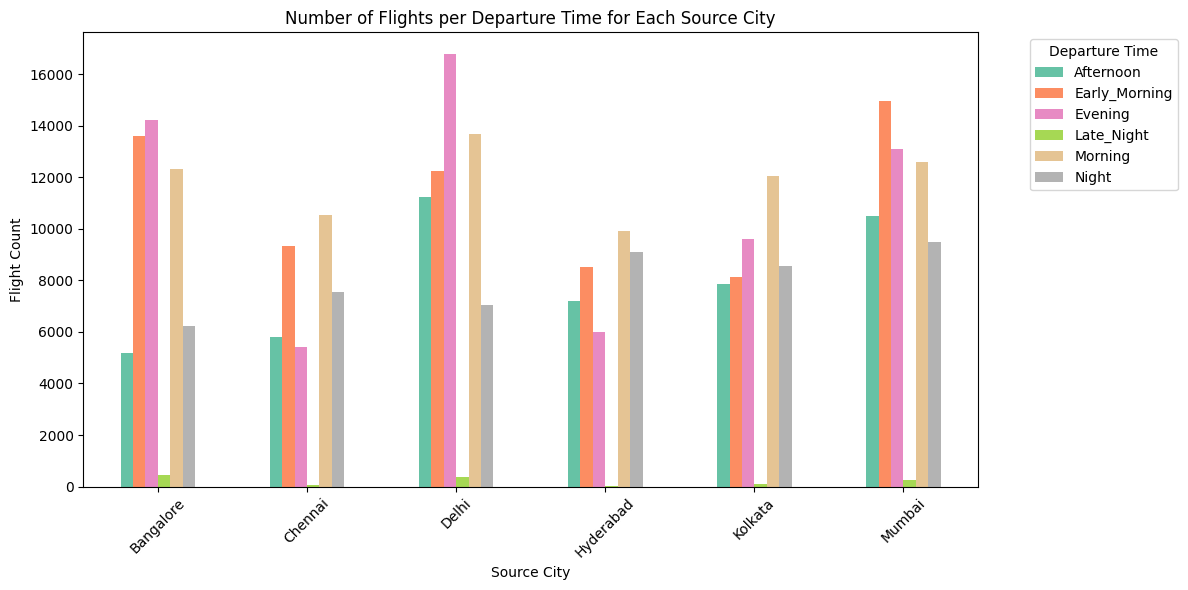 Number of Flights per Departure Time for Each Source City
Departure Time
Afternoon
Early_Morning
Evening
Late_Night
Morning
Night
Flight Count
16000
14000
12000
10000
8000
6000
4000
2000
0
Bangalore
Chennai
Delhi
Hyderabad
Kolkata
Mumbai
Source City